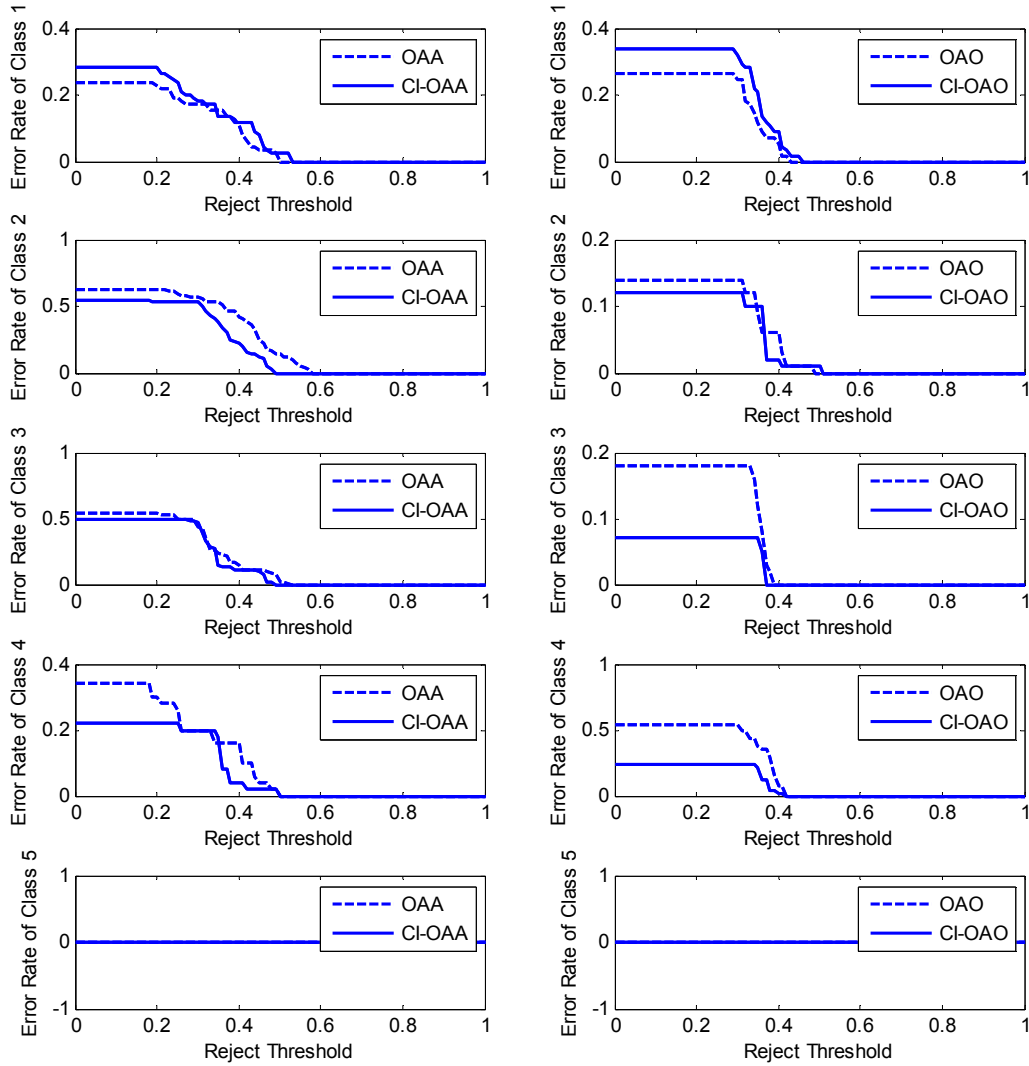 Error Rate of Class 1
0.4
0.2
0
0 0.2 0.4 0.6 0.8 1
Reject Threshold
OAA
CI-OAA
Error Rate of Class 1
0.4
0.2
0
0 0.2 0.4 0.6 0.8 1
Reject Threshold
OAO
CI-OAO
Error Rate of Class 2
1
0.5
0
0 0.2 0.4 0.6 0.8 1
Reject Threshold
OAA
CI-OAA
Error Rate of Class 2
0.2
0.1
0
0 0.2 0.4 0.6 0.8 1
Reject Threshold
OAO
CI-OAO
Error Rate of Class 3
1
0.5
0
0 0.2 0.4 0.6 0.8 1
Reject Threshold
OAA
CI-OAA
Error Rate of Class 3
0.2
0.1
0
0 0.2 0.4 0.6 0.8 1
Reject Threshold
OAO
CI-OAO
Error Rate of Class 4
0.4
0.2
0
0 0.2 0.4 0.6 0.8 1
Reject Threshold
OAA
CI-OAA
Error Rate of Class 4
1
0.5
0
0 0.2 0.4 0.6 0.8 1
Reject Threshold
OAO
CI-OAO
Error Rate of Class 5
1
0
-1
0 0.2 0.4 0.6 0.8 1
Reject Threshold
OAA
CI-OAA
Error Rate of Class 5
1
0
-1
0 0.2 0.4 0.6 0.8 1
Reject Threshold
OAO
CI-OAO